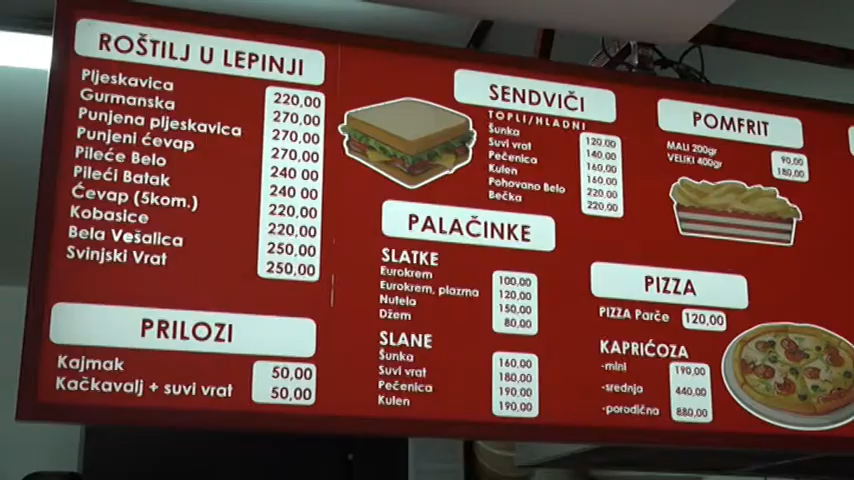 ROŠTILJ U LEPINJI
Pljeskavica 220,00
Gurmanska 270,00
Punjena pljeskavica 270,00
Punjeni ćevap 270,00
Pileće Belo 240 00
Pileći Batak 240 00
Ćevap (5kom.) 220,00
Kobasice 220,00
Bela Vešalica 250,00
Svinjski Vrat 250,00
PRILOZI
Kajmak 50,00
Kačkavalj + suvi vrat 50,00
SENDVIČI
TOPLI/HLADNI
Šunka 120,00
Suvi vrat 140,00
Pečenica 160,00
Kulen 160,00
Pohovano Belo 220,00
Bečka 220,00
PALAČINKE
SLATKE
Eurokrem 100,00
Eurokrem, plazma 120,00
Nutela 150,00
Džem 80,00
SLANE
Šunka 160,00
Suvi vrat 180,00
Pečenica 190,00
Kulen 190,00
POMFRIT
MALI 200gr 90,00
VELIKI 400gr 180,00
PIZZA
PIZZA Parče 120,00
KAPRIĆOZA
-mini 190,00
-srednja 440,00
-porodična 880,00